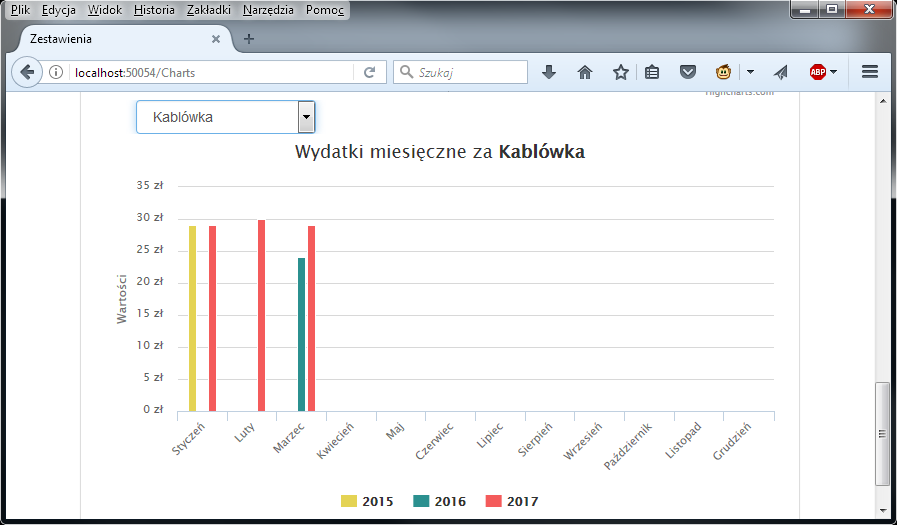 Plik Edycja Widok Historia Zakładki Narzędzia Pomoc
Zestawienia
localhost:50054/Charts
Szukaj
ABP
Highcharts.com
Kablówka
Wydatki miesięczne za Kablówka
35 zł
30 zł
25 zł
20 zł
15 zł
10 zł
5 zł
0 zł
Wartości
Styczeń Luty Marzec Kwiecień Maj Czerwiec Lipiec Sierpień Wrzesień Październik Listopad Grudzień
2015 2016 2017